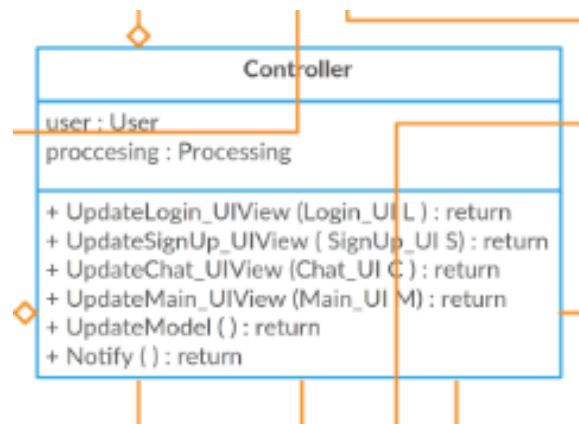 Controller
user : User
proccesing : Processing
+ UpdateLogin_UIView (Login_UI L ) : return
+ UpdateSignUp_UIView ( SignUp_UI S) : return
+ UpdateChat_UIView (Chat_UI C ) : return
+ UpdateMain_UIView (Main_UI M) : return
+ UpdateModel ( ) : return
+ Notify ( ) : return